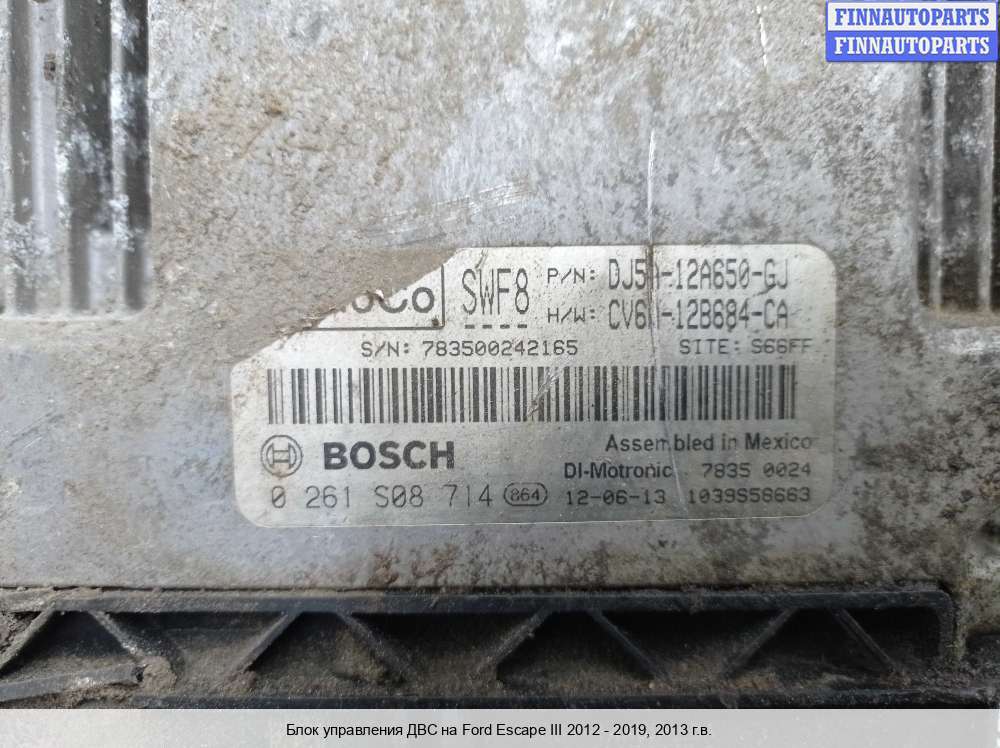 FINNAUTOPARTS
FINNAUTOPARTS
SWF8 P/N: DJ5A-12A650-GJ
H/W: CV6N-12B684-CA
S/N: 783500242165 SITE: S66FF
BOSCH Assembled in Mexico
DI-Motronic 7835 0024
0 261 S08 714 864 12-06-13 1039S58663
Блок управления ДВС на Ford Escape III 2012 - 2019, 2013 г.в.